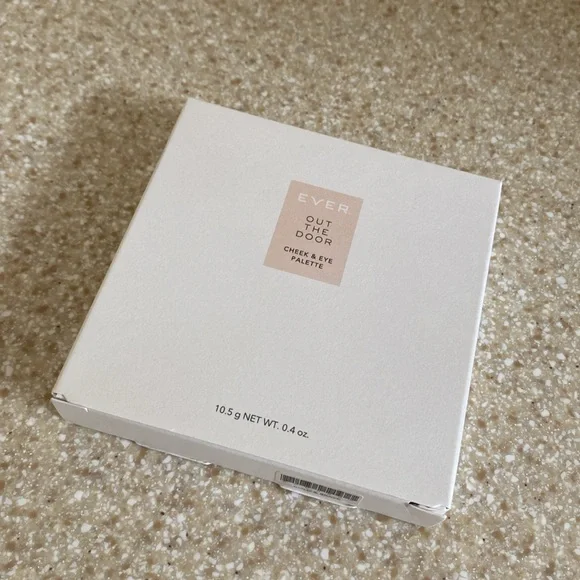 EVER
OUT
THE
DOOR
CHEEK & EYE
PALETTE
10.5 g NET WT. 0.4 oz.